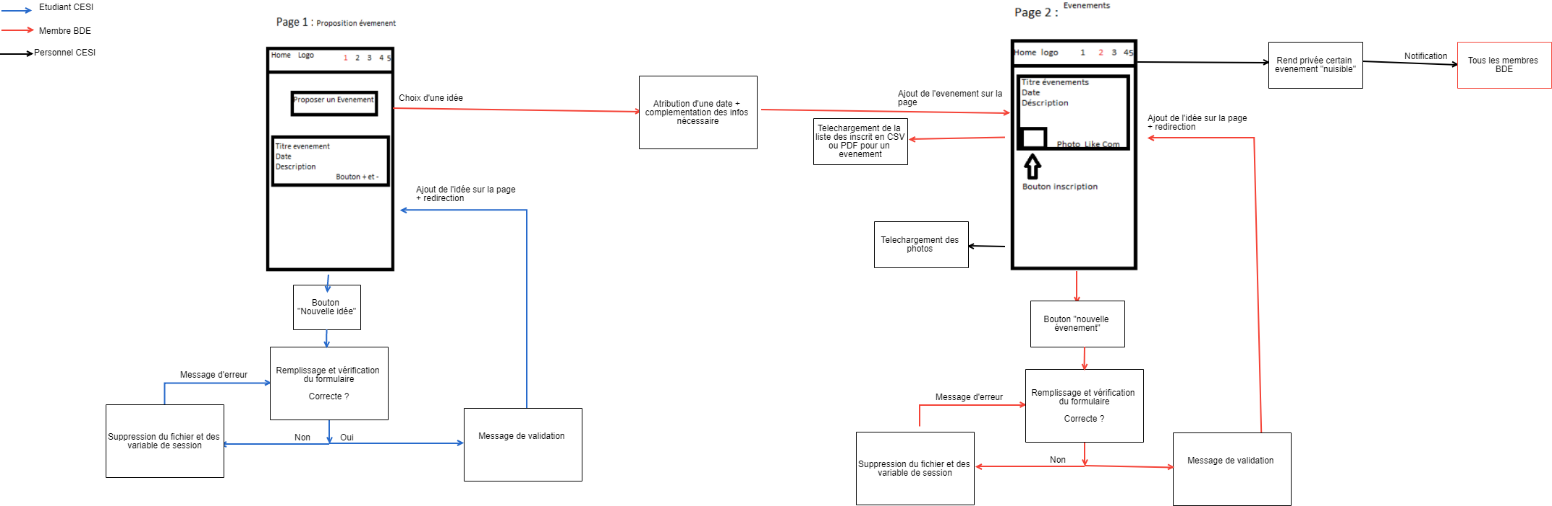 Etudiant CESI
Membre BDE
Personnel CESI
Page 1 : Proposition évemenent
Home Logo 1 2 3 4 5
Proposer un Evenement
Titre evenement
Date
Description
Bouton + et -
Choix d'une idée
Atribution d'une date +
complementation des infos
nécessaire
Ajout de l'idée sur la page
+ redirection
Bouton
"Nouvelle idée"
Remplissage et vérification
du formulaire
Correcte ?
Message d'erreur
Suppression du fichier et des
variable de session
Non
Oui
Message de validation
Page 2 : Evenements
Home logo 1 2 3 45
Titre évenements
Date
Déscription
Photo Like Com
Bouton inscription
Ajout de l'evenement sur la
page
Telechargement de la
liste des inscrit en CSV
ou PDF pour un
evenement
Telechargement des
photos
Rend privée certain
evenement "nuisible"
Notification
Tous les membres
BDE
Ajout de l'idée sur la page
+ redirection
Bouton "nouvelle
évenement"
Remplissage et vérification
du formulaire
Correcte ?
Message d'erreur
Suppression du fichier et des
variable de session
Non
Message de validation